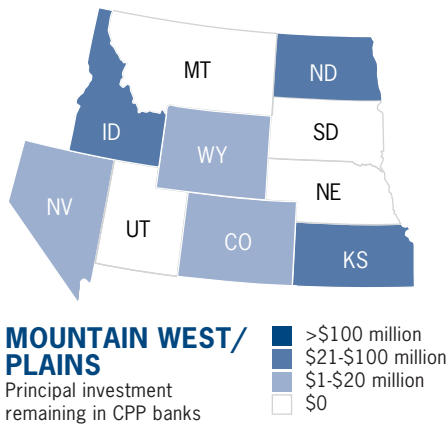 MT
ND
ID
SD
WY
NE
NV
UT
CO
KS
MOUNTAIN WEST/
PLAINS
Principal investment
remaining in CPP banks
>$100 million
$21-$100 million
$1-$20 million
$0